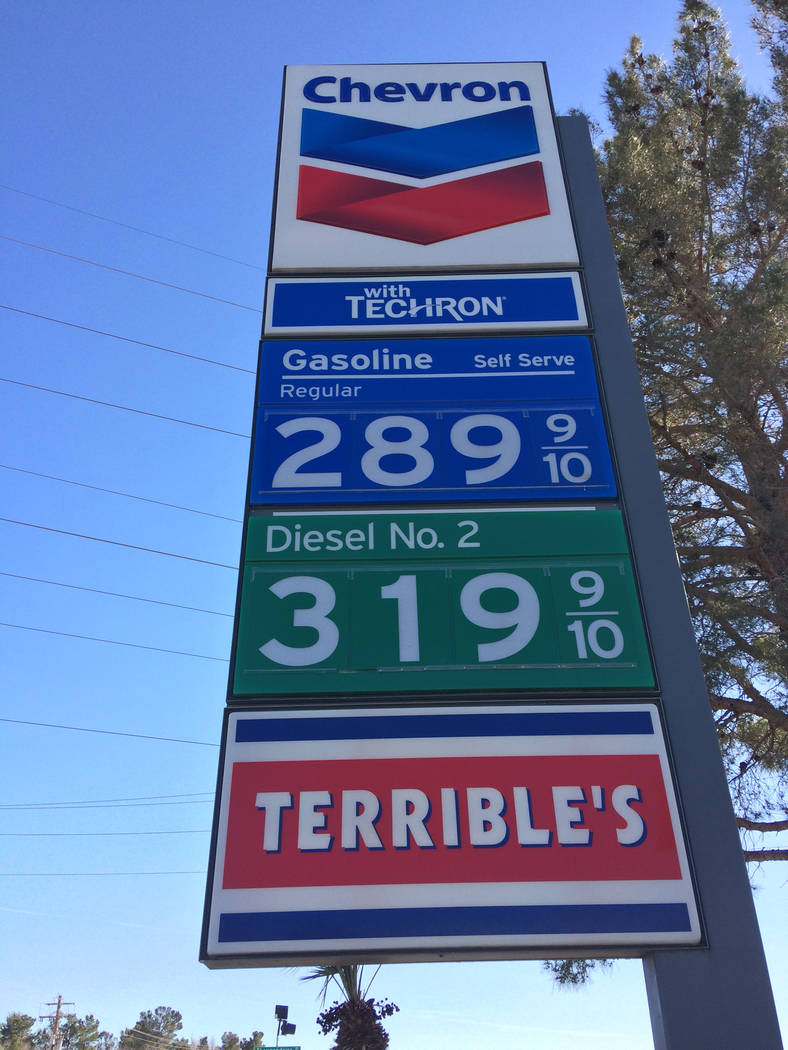 Chevron
with
TECHRON®
Gasoline Self Serve
Regular
289 9/10
Diesel No. 2
319 9/10
TERRIBLE'S